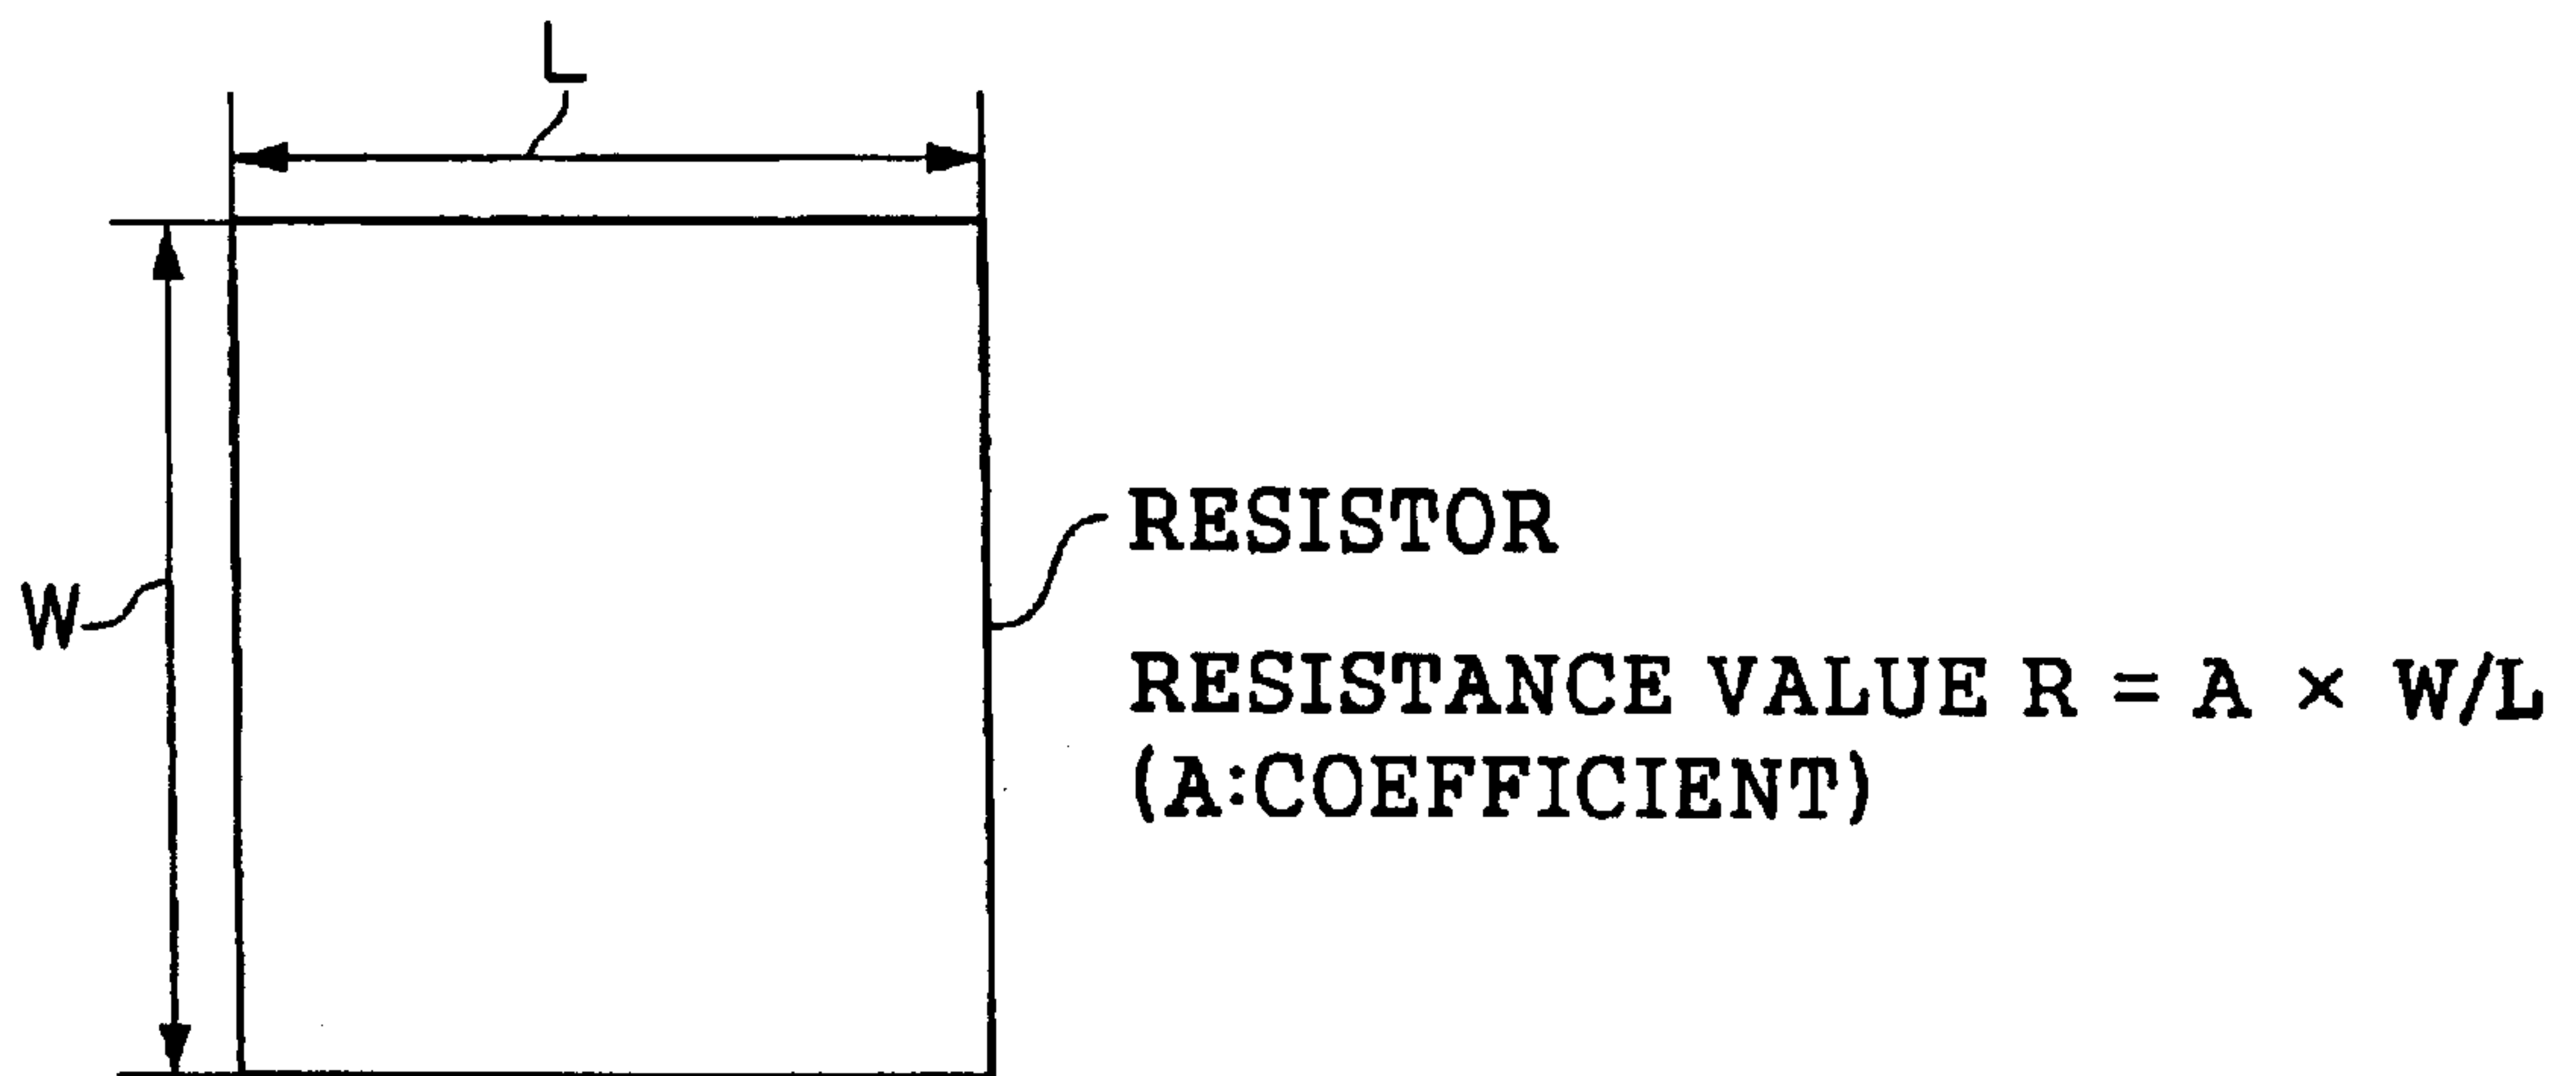 L
W
RESISTOR
RESISTANCE VALUE R = A × W/L
(A:COEFFICIENT)